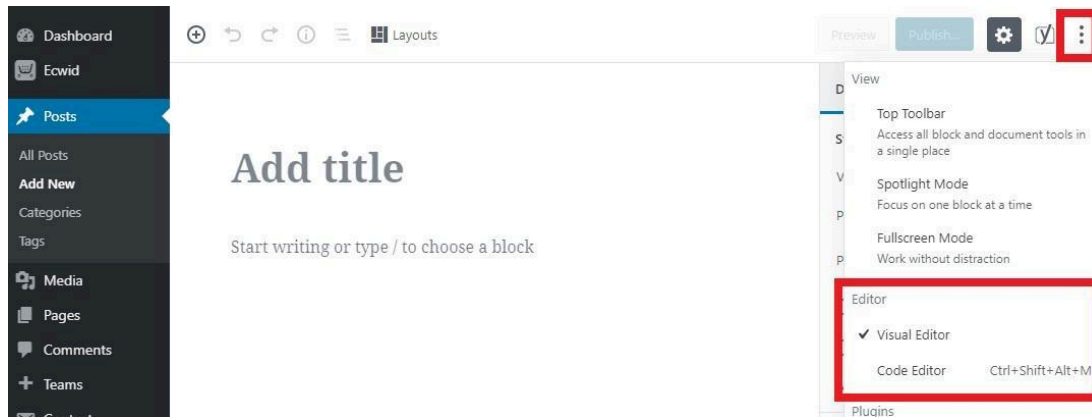 Dashboard
Ecwid
Posts
All Posts
Add New
Categories
Tags
Media
Pages
Comments
Teams
Layouts
Preview
Publish...
Add title
Start writing or type / to choose a block
View
Top Toolbar
Access all block and document tools in
a single place
Spotlight Mode
Focus on one block at a time
Fullscreen Mode
Work without distraction
Editor
✓ Visual Editor
Code Editor Ctrl+Shift+Alt+M
Plugins